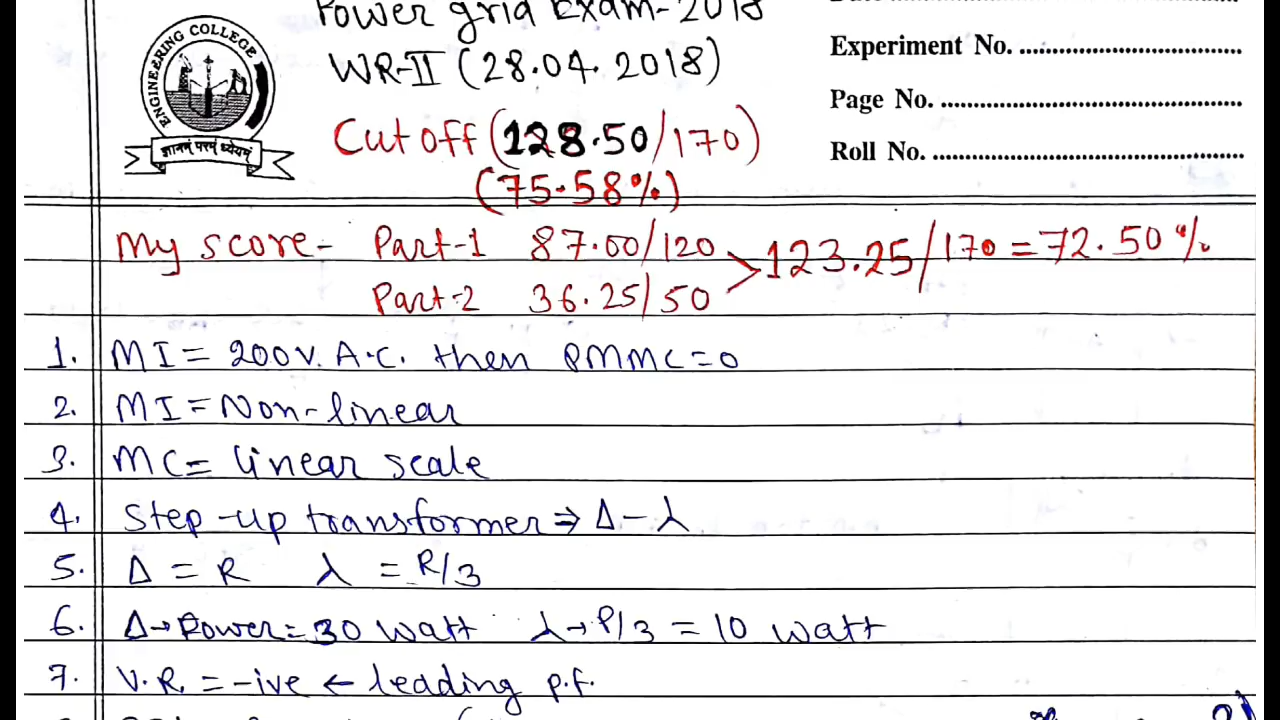 Power grid Exam-2018
WR-II (28.04.2018)
Cut off (128.50/170)
(75.58%)
ENGINEERING COLLEGE
ज्ञानमं परमं ध्येयम्
Experiment No.
Page No.
Roll No.
My score- Part-1 87.00/120 > 123.25/170 = 72.50%
Part-2 36.25/50
1. MI = 200V. A.C. then PMMC = 0
2. MI = Non-linear
3. MC = linear scale
4. Step-up transformer ⇒ Δ - λ
5. Δ = R λ = R/3
6. Δ → Power = 30 watt λ → P/3 = 10 watt
7. V.R. = -ive ← leading p.f.